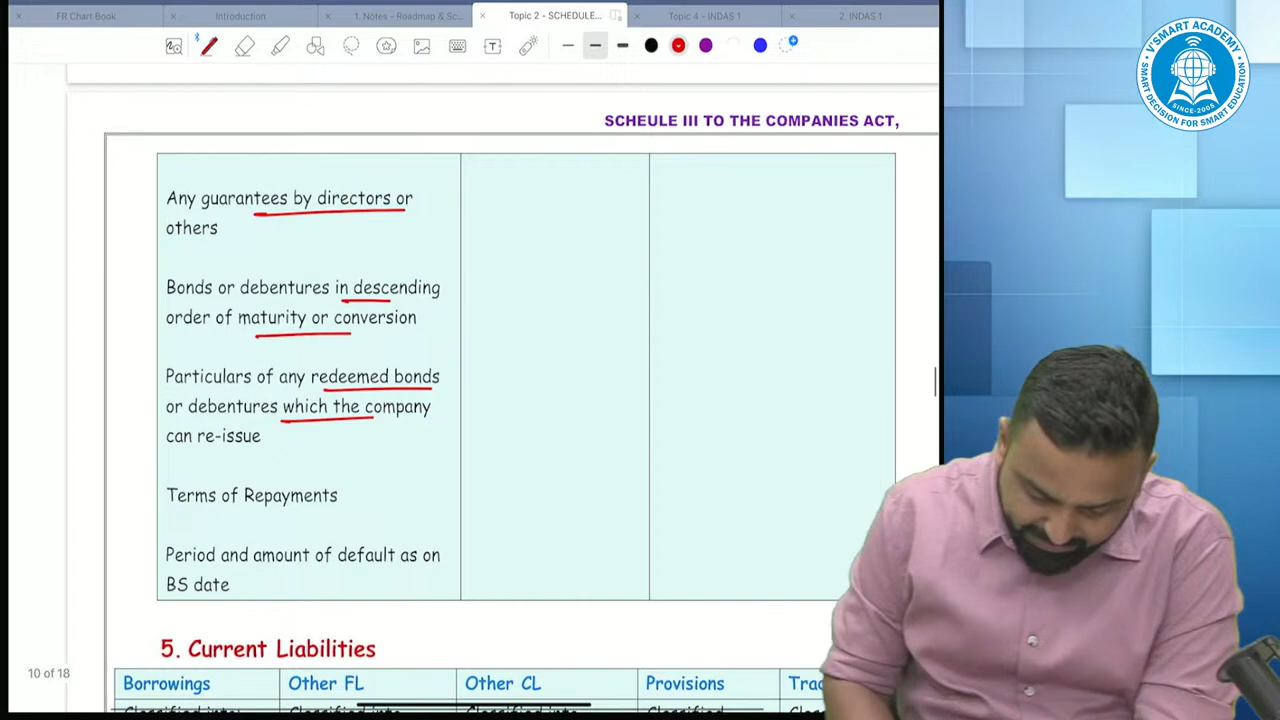 FR Chart Book
Introduction
1. Notes - Roadmap & Sc...
Topic 2 - SCHEDULE...
Topic 4 - INDAS 1
2. INDAS 1
SCHEULE III TO THE COMPANIES ACT,
Any guarantees by directors or
others
Bonds or debentures in descending
order of maturity or conversion
Particulars of any redeemed bonds
or debentures which the company
can re-issue
Terms of Repayments
Period and amount of default as on
BS date
5. Current Liabilities
10 of 18
Borrowings
Other FL
Other CL
Provisions
V'SMART ACADEMY
SMART DECISION FOR SMART EDUCATION
SINCE-2005